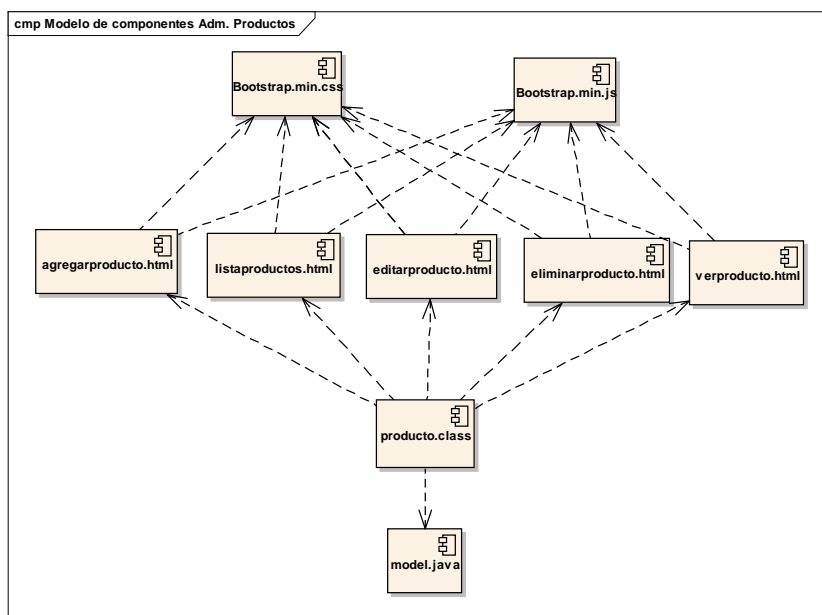 cmp Modelo de componentes Adm. Productos
Bootstrap.min.css
Bootstrap.min.js
agregarproducto.html
listaproductos.html
editarproducto.html
eliminarproducto.html
verproducto.html
producto.class
model.java